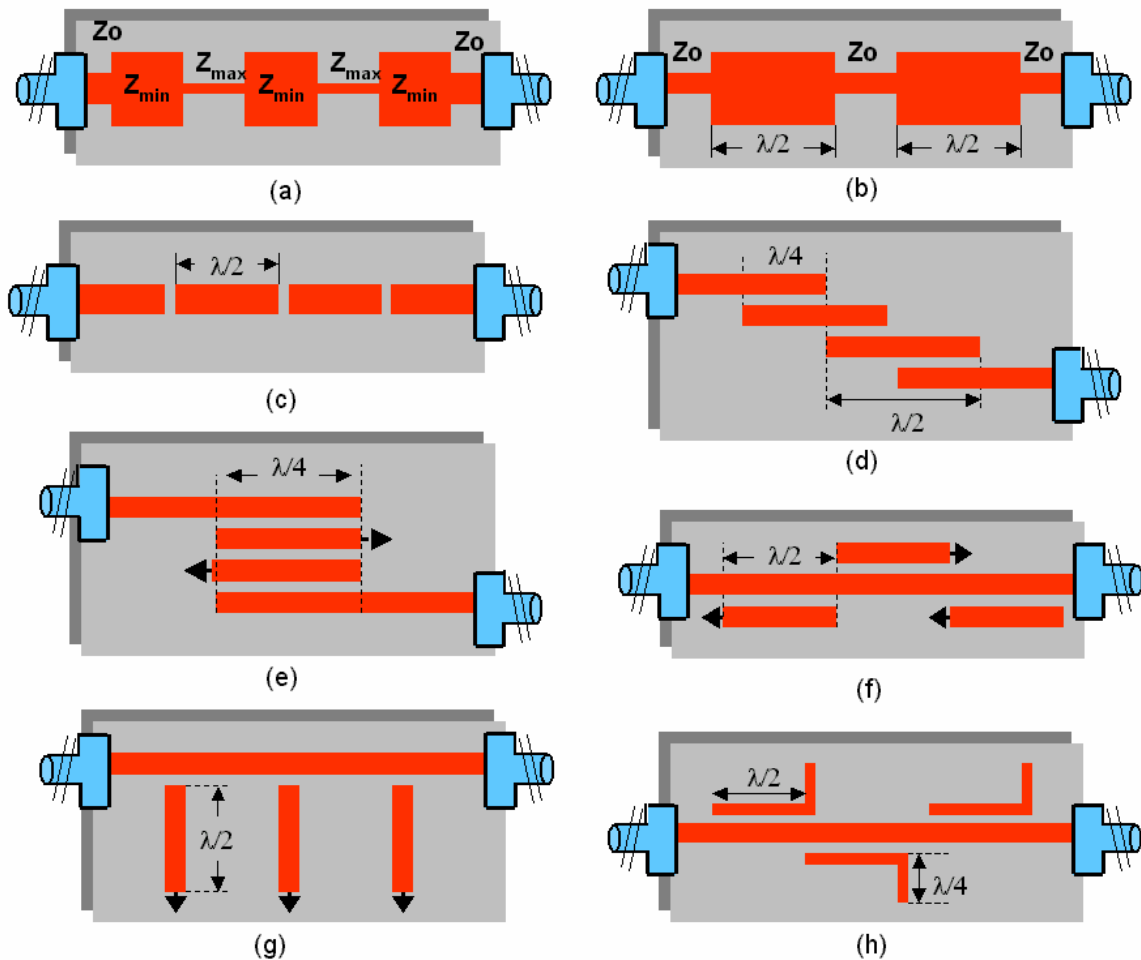 Zo Zo
Zmax Zmax
Zmin Zmin Zmin
(a)
Zo Zo Zo
λ/2 λ/2
(b)
λ/2
(c)
λ/4
λ/2
(d)
λ/4
(e)
λ/2
(f)
λ/2
(g)
λ/2
λ/4
(h)